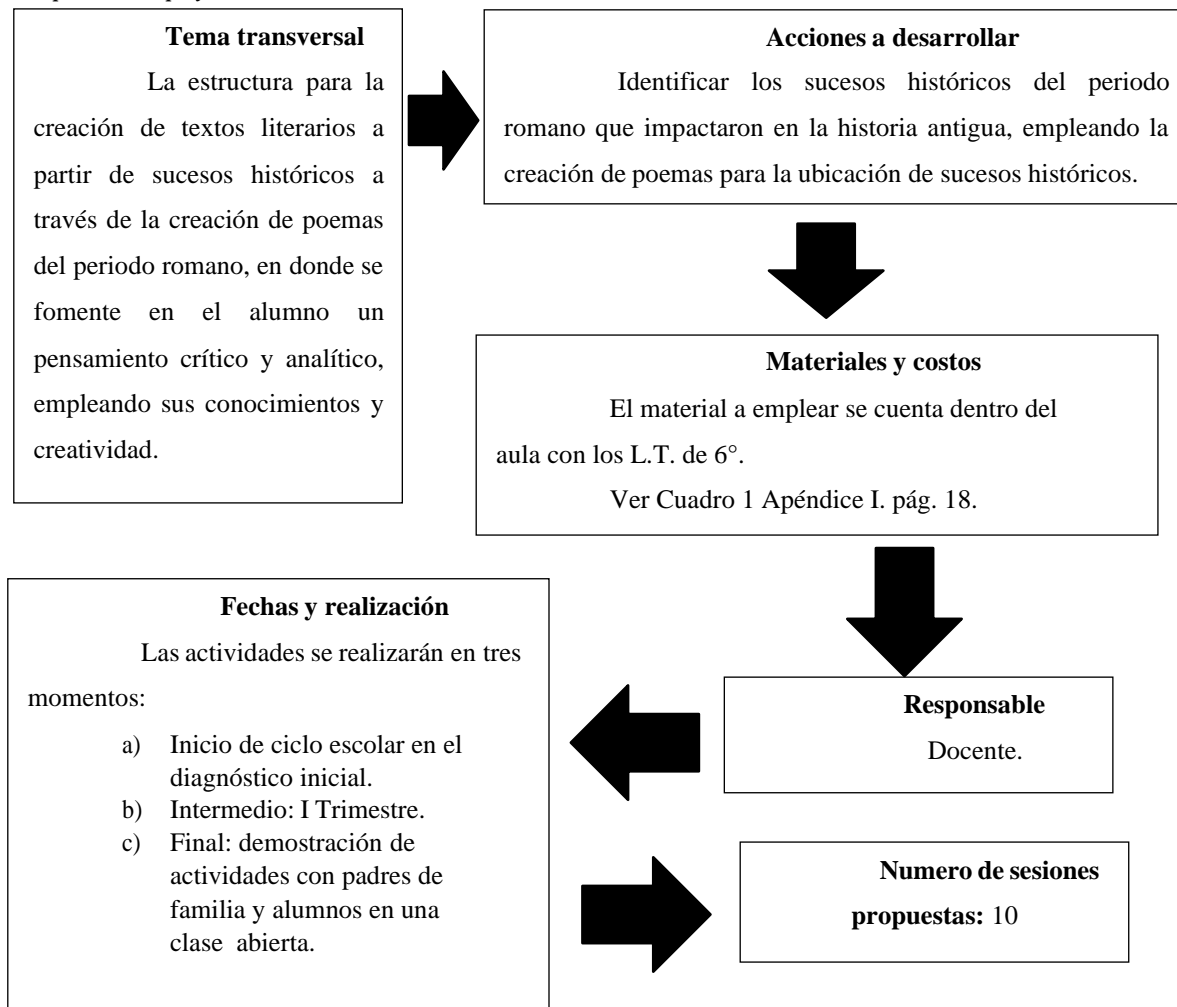 Tema transversal
La estructura para la
creación de textos literarios a
partir de sucesos históricos a
través de la creación de poemas
del periodo romano, en donde se
fomente en el alumno un
pensamiento crítico y analítico,
empleando sus conocimientos y
creatividad.
Acciones a desarrollar
Identificar los sucesos históricos del periodo
romano que impactaron en la historia antigua, empleando la
creación de poemas para la ubicación de sucesos históricos.
Materiales y costos
El material a emplear se cuenta dentro del
aula con los L.T. de 6°.
Ver Cuadro 1 Apéndice I. pág. 18.
Responsable
Docente.
Fechas y realización
Las actividades se realizarán en tres
momentos:
a) Inicio de ciclo escolar en el
diagnóstico inicial.
b) Intermedio: I Trimestre.
c) Final: demostración de
actividades con padres de
familia y alumnos en una
clase abierta.
Numero de sesiones
propuestas: 10